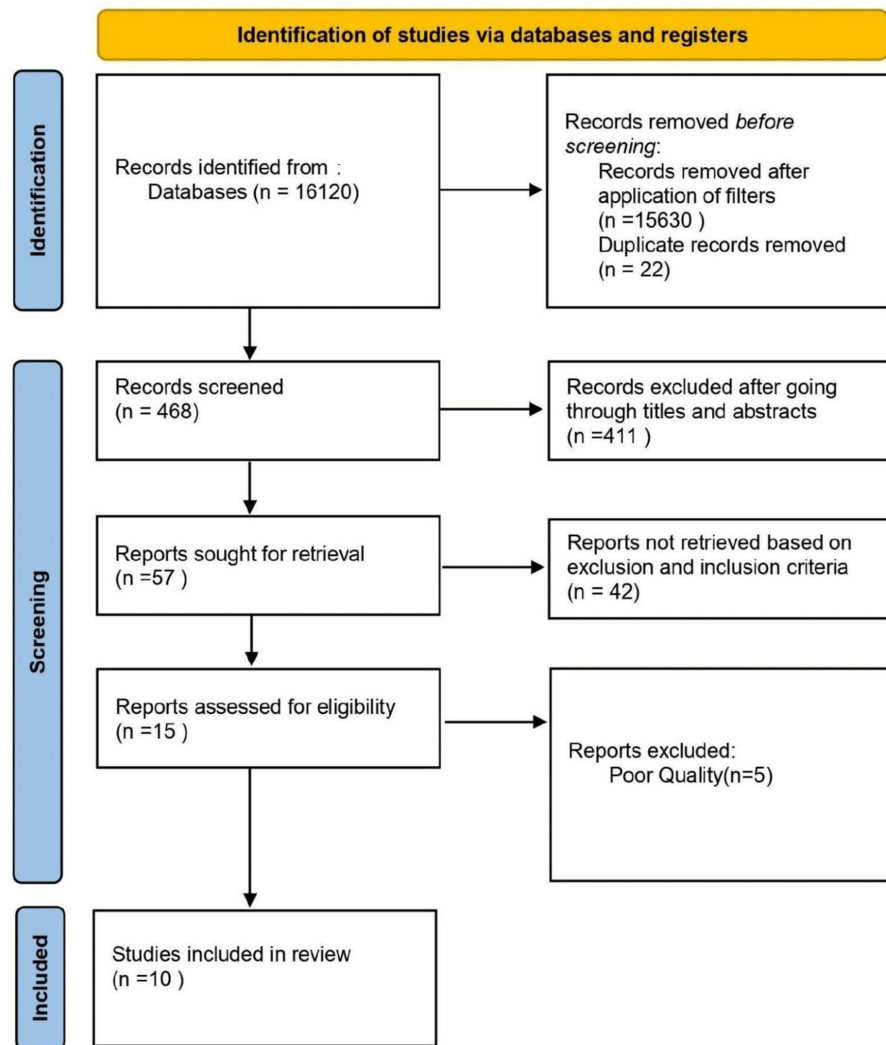 Identification of studies via databases and registers
Identification
Records identified from :
Databases (n = 16120)
Records removed before
screening:
Records removed after
application of filters
(n =15630 )
Duplicate records removed
(n = 22)
Screening
Records screened
(n = 468)
Records excluded after going
through titles and abstracts
(n =411 )
Reports sought for retrieval
(n =57 )
Reports not retrieved based on
exclusion and inclusion criteria
(n = 42)
Reports assessed for eligibility
(n =15 )
Reports excluded:
Poor Quality(n=5)
Included
Studies included in review
(n =10 )